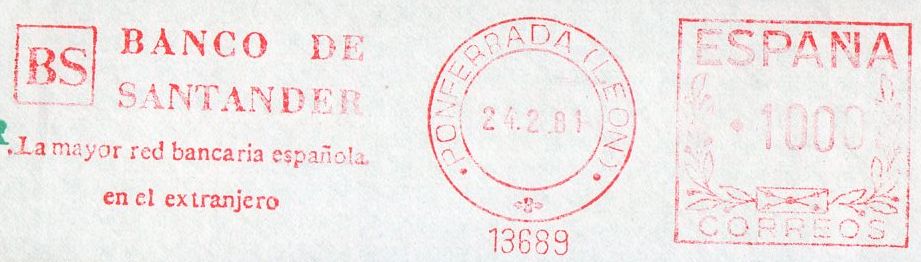 BS
BANCO DE
SANTANDER
.La mayor red bancaria española
en el extranjero
PONFERRADA (LEON)
24.2.81
13689
ESPAÑA
1000
CORREOS